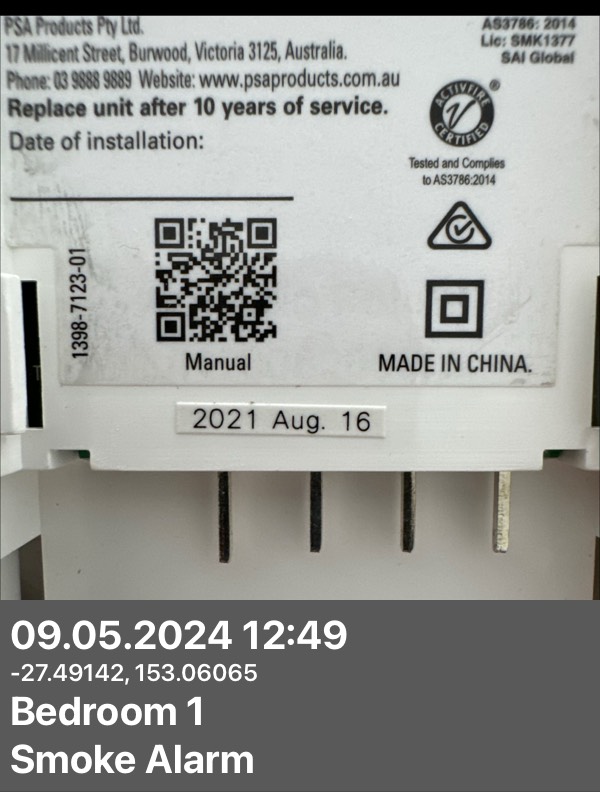 PSA Products Pty Ltd.
17 Millicent Street, Burwood, Victoria 3125, Australia.
Phone: 03 9888 9889 Website: www.psaproducts.com.au
Replace unit after 10 years of service.
Date of installation:
AS3786: 2014
Lic: SMK1377
SAI Global
ACTIVFIRE
CERTIFIED
®
Tested and Complies
to AS3786:2014
1398-7123-01
Manual
MADE IN CHINA.
2021 Aug. 16
09.05.2024 12:49
-27.49142, 153.06065
Bedroom 1
Smoke Alarm